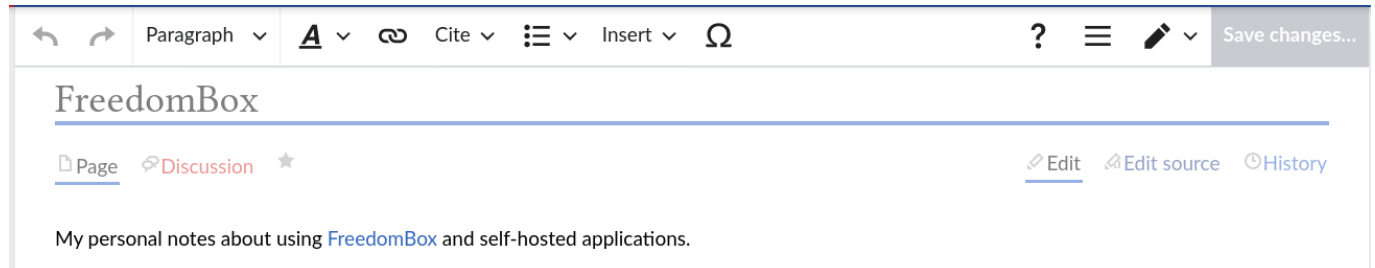 Paragraph A Cite Insert Ω ? Save changes...
FreedomBox
Page Discussion Edit Edit source History
My personal notes about using FreedomBox and self-hosted applications.